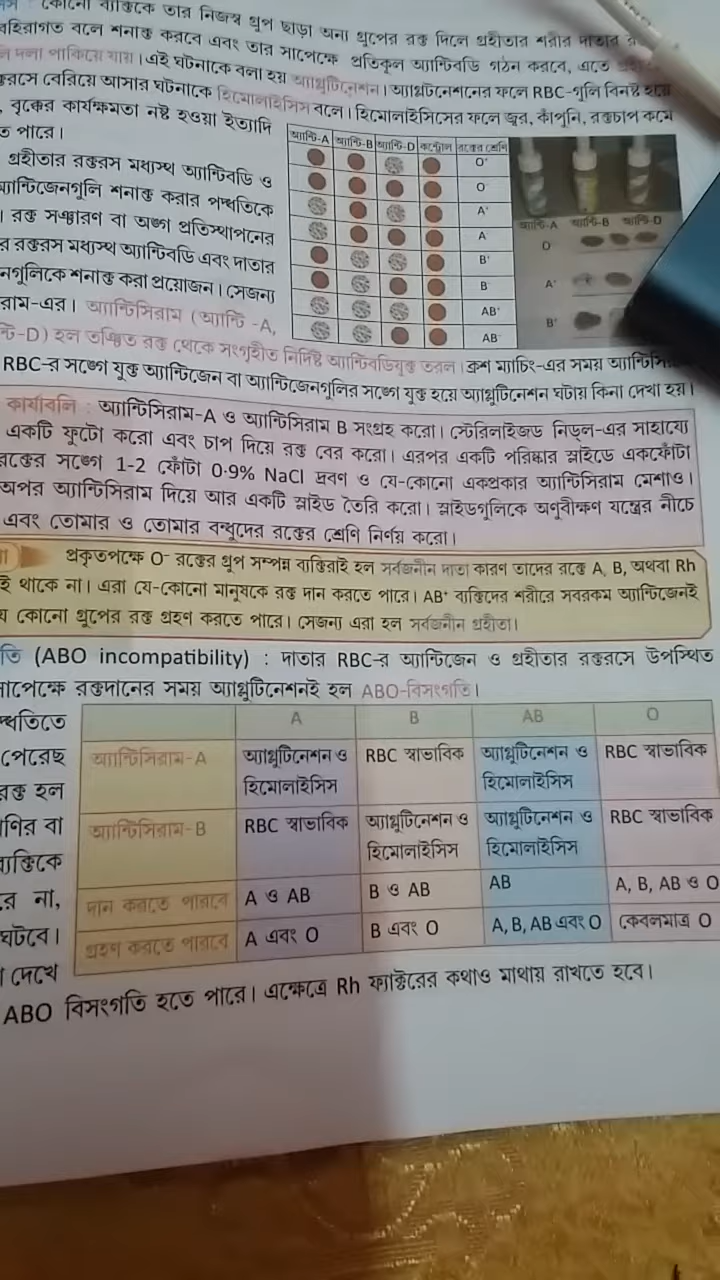 কোনো ব্যক্তিকে তার নিজস্ব গ্রুপ ছাড়া অন্য গ্রুপের রক্ত দিলে গ্রহীতার শরীর দাতার
বহিরাগত বলে শনাক্ত করবে এবং তার সাপেক্ষে প্রতিকূল অ্যান্টিবডি গঠন করবে, এতে
দলা পাকিয়ে যায়। এই ঘটনাকে বলা হয় অ্যাগ্লুটিনেশন। অ্যাগ্লুটিনেশনের ফলে RBC-গুলি বিনষ্ট হয়ে
বেরিয়ে আসার ঘটনাকে হিমোলাইসিস বলে। হিমোলাইসিসের ফলে জ্বর, কাঁপুনি, রক্তচাপ কমে
, বৃক্কের কার্যক্ষমতা নষ্ট হওয়া ইত্যাদি
ত পারে।
গ্রহীতার রক্তরস মধ্যস্থ অ্যান্টিবডি ও
অ্যান্টিজেনগুলি শনাক্ত করার পদ্ধতিকে
। রক্ত সঞ্চারণ বা অঙ্গ প্রতিস্থাপনের
র রক্তরস মধ্যস্থ অ্যান্টিবডি এবং দাতার
নগুলিকে শনাক্ত করা প্রয়োজন। সেজন্য
রাম-এর। অ্যান্টিসিরাম (অ্যান্টি -A,
ন্টি-D) হল তঞ্চিত রক্ত থেকে সংগৃহীত নির্দিষ্ট অ্যান্টিবডিযুক্ত তরল। ক্রশ ম্যাচিং-এর সময়
RBC-র সঙ্গে যুক্ত অ্যান্টিজেন বা অ্যান্টিজেনগুলির সঙ্গে যুক্ত হয়ে অ্যাগ্লুটিনেশন ঘটায় কিনা দেখা হয়।
অ্যান্টি-A অ্যান্টি-B অ্যান্টি-D কন্ট্রোল রক্তের শ্রেণি
O⁺
O⁻
A⁺
A⁻
B⁺
B⁻
AB⁺
AB⁻
অ্যান্টি-A অ্যান্টি-B অ্যান্টি-D
O
A⁺
B⁺
কার্যাবলি : অ্যান্টিসিরাম-A ও অ্যান্টিসিরাম B সংগ্রহ করো। স্টেরিলাইজড নিড্‌ল-এর সাহায্যে
একটি ফুটো করো এবং চাপ দিয়ে রক্ত বের করো। এরপর একটি পরিষ্কার স্লাইডে একফোঁটা
রক্তের সঙ্গে 1-2 ফোঁটা 0·9% NaCl দ্রবণ ও যে-কোনো একপ্রকার অ্যান্টিসিরাম মেশাও।
অপর অ্যান্টিসিরাম দিয়ে আর একটি স্লাইড তৈরি করো। স্লাইডগুলিকে অণুবীক্ষণ যন্ত্রের নীচে
এবং তোমার ও তোমার বন্ধুদের রক্তের শ্রেণি নির্ণয় করো।
প্রকৃতপক্ষে O⁻ রক্তের গ্রুপ সম্পন্ন ব্যক্তিরাই হল সর্বজনীন দাতা কারণ তাদের রক্তে A, B, অথবা Rh
ই থাকে না। এরা যে-কোনো মানুষকে রক্ত দান করতে পারে। AB⁺ ব্যক্তিদের শরীরে সবরকম অ্যান্টিজেনই
য কোনো গ্রুপের রক্ত গ্রহণ করতে পারে। সেজন্য এরা হল সর্বজনীন গ্রহীতা।
তি (ABO incompatibility) : দাতার RBC-র অ্যান্টিজেন ও গ্রহীতার রক্তরসে উপস্থিত
সাপেক্ষে রক্তদানের সময় অ্যাগ্লুটিনেশনই হল ABO-বিসংগতি।
দ্ধতিতে
পেরেছ
রক্ত হল
ণির বা
ব্যক্তিকে
রে না,
ঘটবে।
দেখে
A B AB O
অ্যান্টিসিরাম-A অ্যাগ্লুটিনেশন ও RBC স্বাভাবিক অ্যাগ্লুটিনেশন ও RBC স্বাভাবিক
হিমোলাইসিস হিমোলাইসিস
অ্যান্টিসিরাম-B RBC স্বাভাবিক অ্যাগ্লুটিনেশন ও অ্যাগ্লুটিনেশন ও RBC স্বাভাবিক
হিমোলাইসিস হিমোলাইসিস
দান করতে পারবে A ও AB B ও AB AB A, B, AB ও O
গ্রহণ করতে পারবে A এবং O B এবং O A, B, AB এবং O কেবলমাত্র O
ABO বিসংগতি হতে পারে। এক্ষেত্রে Rh ফ্যাক্টরের কথাও মাথায় রাখতে হবে।